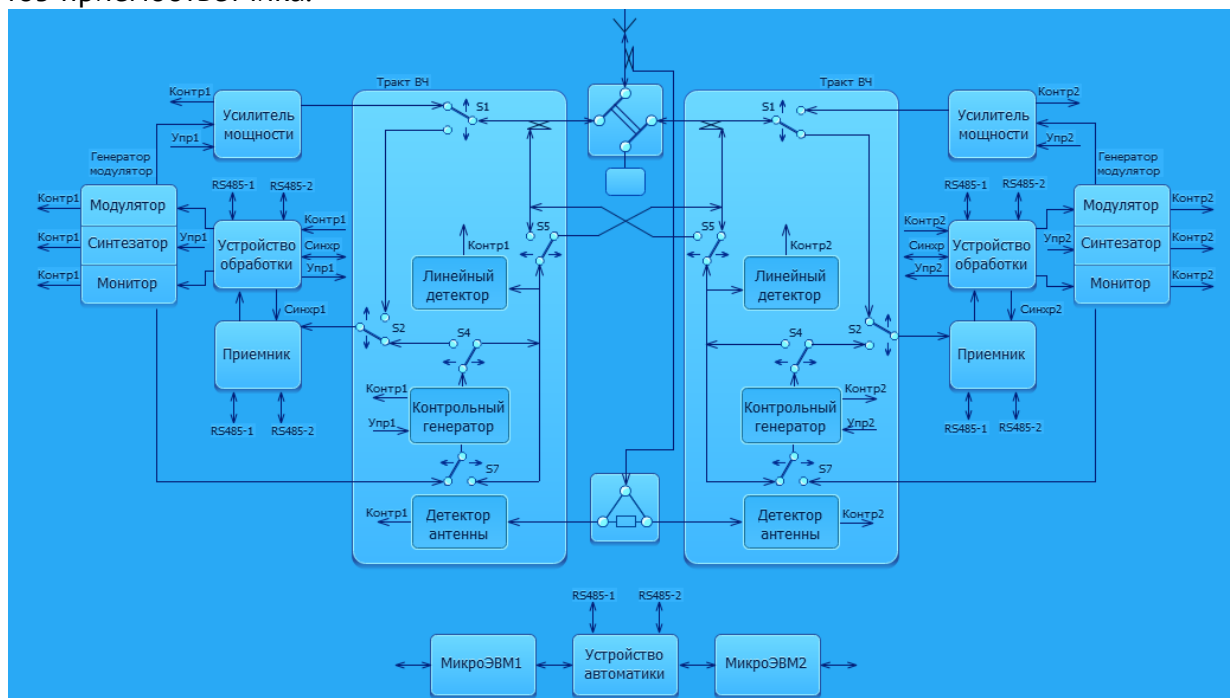 Тракт ВЧ
Тракт ВЧ
Контр1
Усилитель
мощности
Упр1
S1
S1
Усилитель
мощности
Контр2
Упр2
Генератор
модулятор
Генератор
модулятор
RS485-1
RS485-2
RS485-1
RS485-2
Контр1
Модулятор
Контр1
Синтезатор
Упр1
Контр1
Монитор
Устройство
обработки
Контр1
Синхр
Упр1
Контр1
S5
S5
Контр2
Линейный
детектор
Линейный
детектор
Контр2
Синхр
Упр2
Устройство
обработки
Упр2
Модулятор
Контр2
Синтезатор
Контр2
Монитор
Контр2
Синхр1
Синхр2
Приемник
S2
S4
S4
S2
Приемник
RS485-1
RS485-2
RS485-1
RS485-2
Контр1
Упр1
Контрольный
генератор
Контрольный
генератор
Контр2
Упр2
S7
S7
Контр1
Детектор
антенны
Детектор
антенны
Контр2
RS485-1
RS485-2
МикроЭВМ1
Устройство
автоматики
МикроЭВМ2